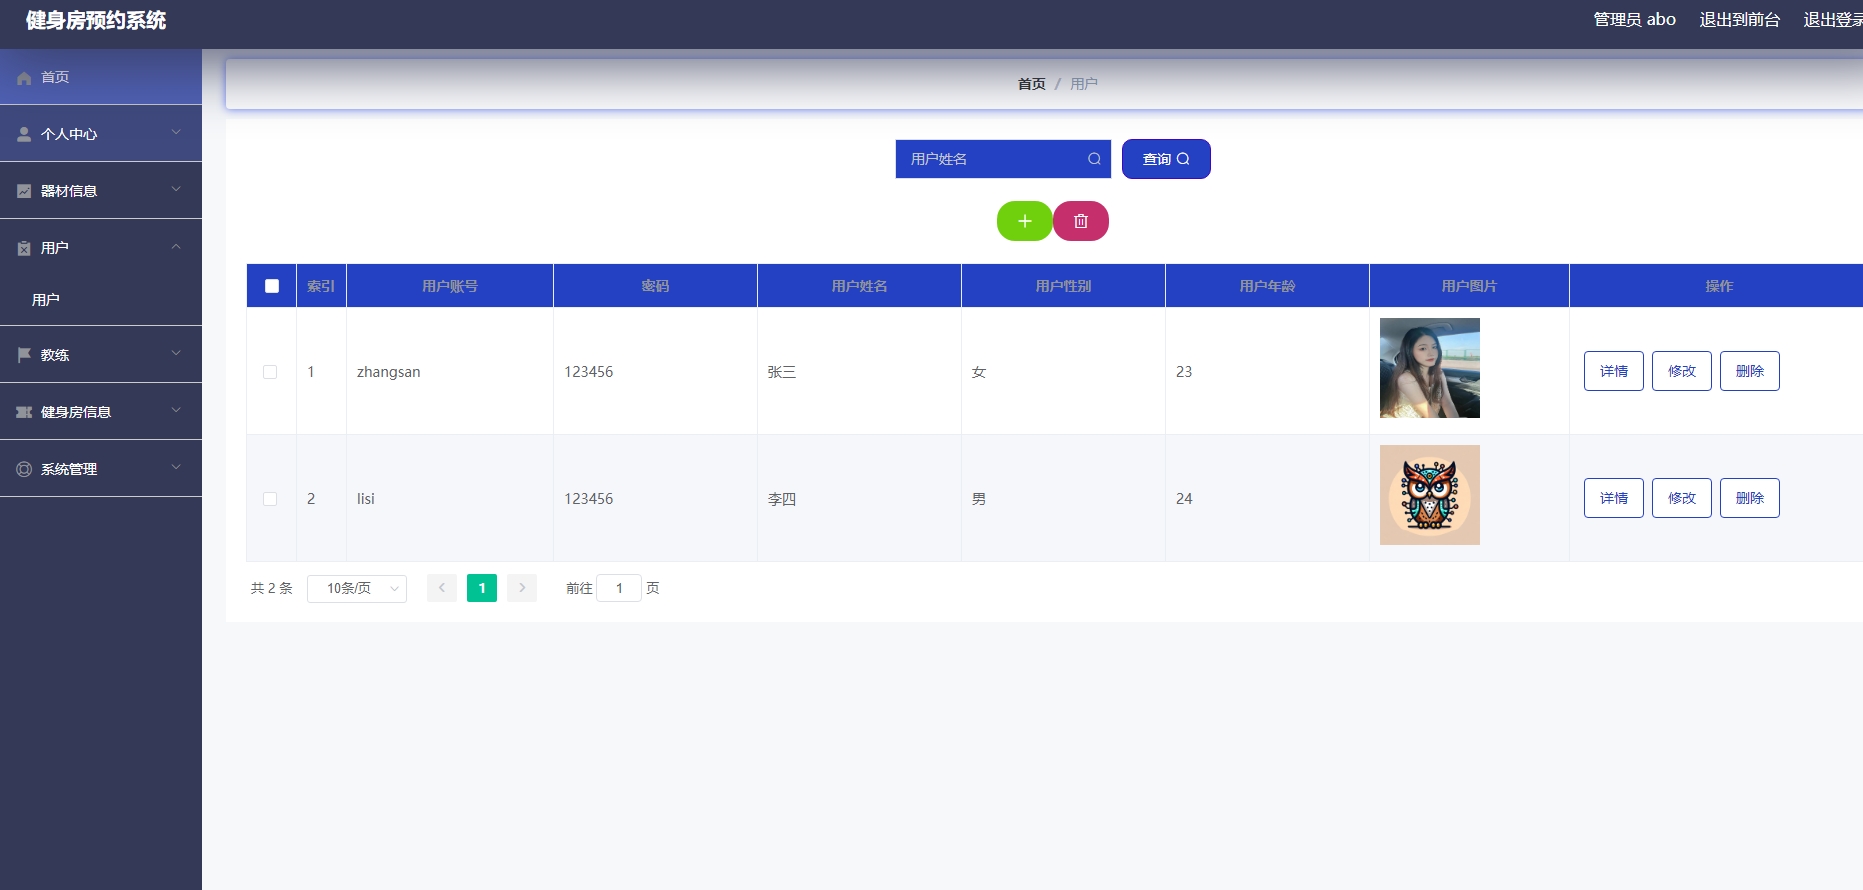 健身房预约系统
管理员 abo 退出到前台 退出登录
首页
个人中心
器材信息
用户
用户
教练
健身房信息
系统管理
首页 / 用户
用户姓名 查询
索引 用户账号 密码 用户姓名 用户性别 用户年龄 用户图片 操作
1 zhangsan 123456 张三 女 23 详情 修改 删除
2 lisi 123456 李四 男 24 详情 修改 删除
共 2 条 10条/页 1 前往 1 页